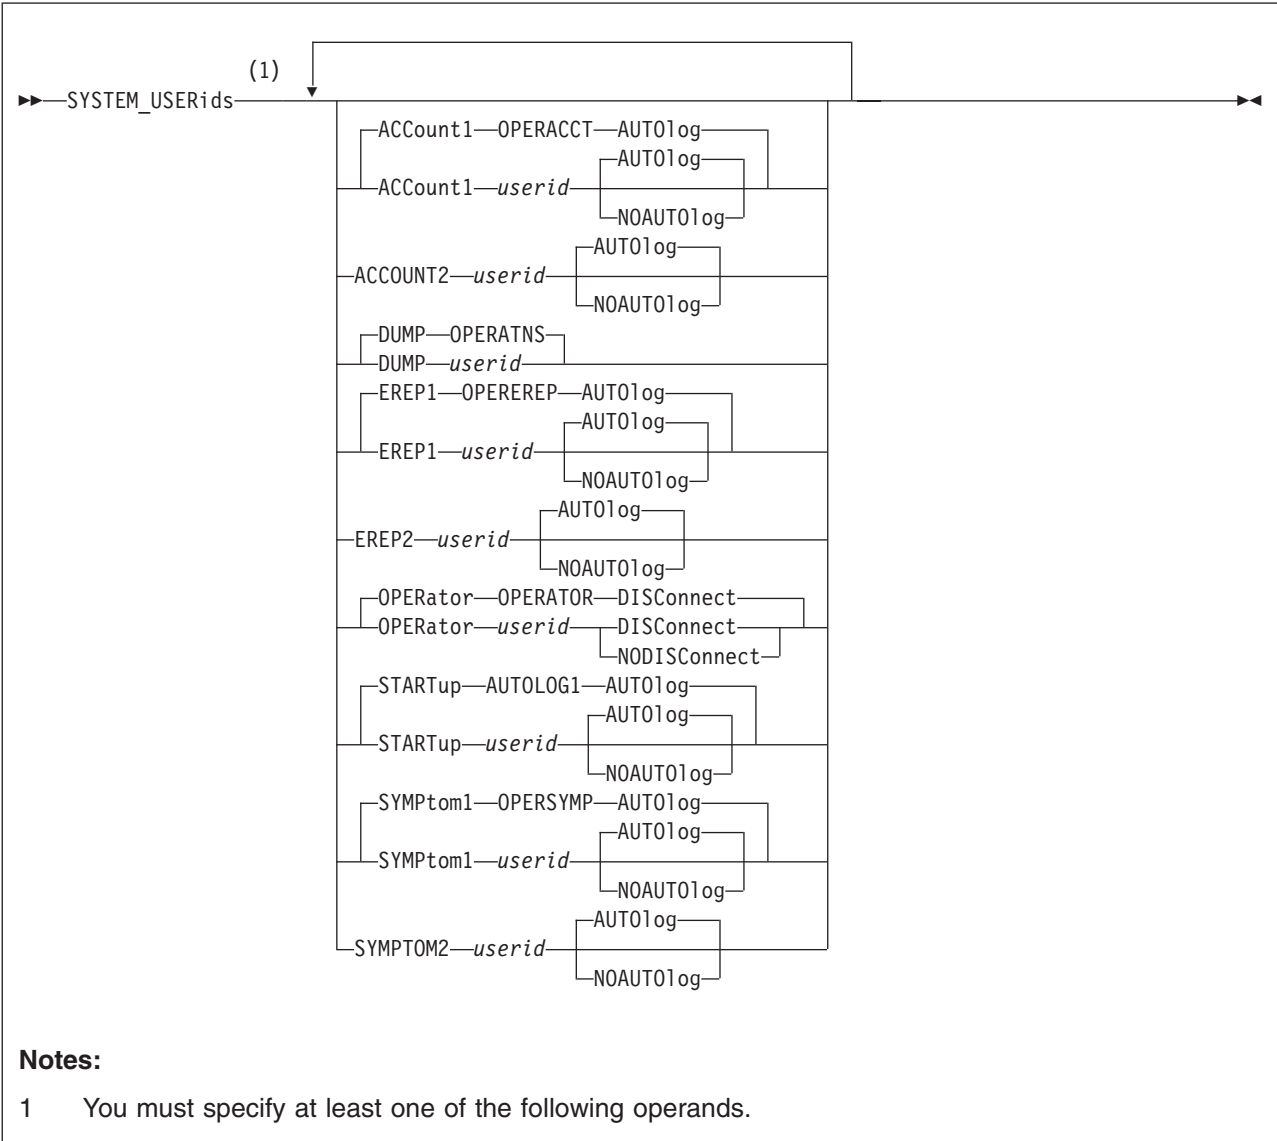 (1)
SYSTEM_USERids
ACCount1 OPERACCT AUTOlog
AUTOlog
ACCount1 userid
NOAUTOlog
AUTOlog
ACCOUNT2 userid
NOAUTOlog
DUMP OPERATNS
DUMP userid
EREP1 OPEREREP AUTOlog
AUTOlog
EREP1 userid
NOAUTOlog
AUTOlog
EREP2 userid
NOAUTOlog
OPERator OPERATOR DISConnect
OPERator userid DISConnect
NODISConnect
STARTup AUTOLOG1 AUTOlog
AUTOlog
STARTup userid
NOAUTOlog
SYMPtom1 OPERSYMP AUTOlog
AUTOlog
SYMPtom1 userid
NOAUTOlog
AUTOlog
SYMPTOM2 userid
NOAUTOlog
Notes:
1 You must specify at least one of the following operands.